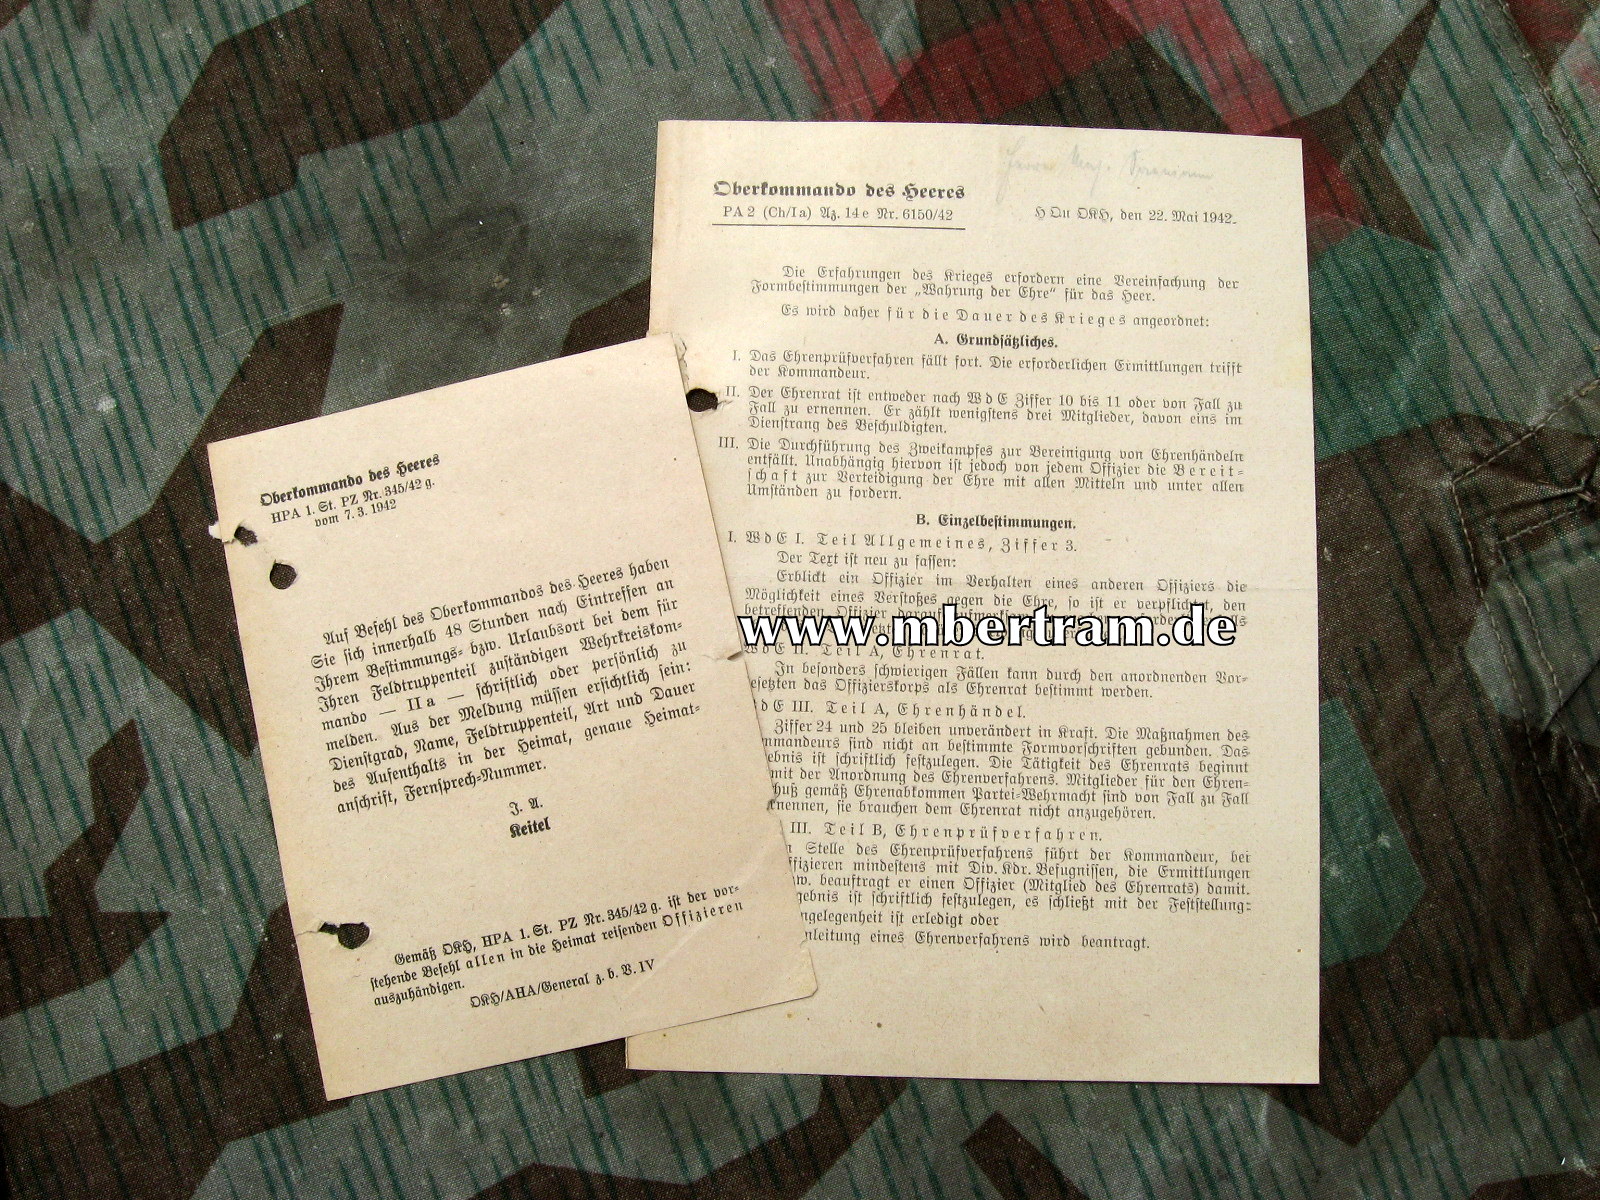 Oberkommando des Heeres
HPA 1. St. PZ Nr. 345/42 g.
vom 7. 3. 1942
Auf Befehl des Oberkommandos des Heeres haben
Sie sich innerhalb 48 Stunden nach Eintreffen an
Ihrem Bestimmungs- bzw. Urlaubsort bei dem für
Ihren Feldtruppenteil zuständigen Wehrkreiskom-
mando — II a — schriftlich oder persönlich zu
melden. Aus der Meldung müssen ersichtlich sein:
Dienstgrad, Name, Feldtruppenteil, Art und Dauer
des Aufenthalts in der Heimat, genaue Heimat-
anschrift, Fernsprech-Nummer.
I. A.
Keitel
Gemäß OKH, HPA 1. St. PZ Nr. 345/42 g. ist der vor-
stehende Befehl allen in die Heimat reisenden Offizieren
auszuhändigen.
OKH/AHA/General z. b. V. IV
Oberkommando des Heeres
PA 2 (Ch/Ia) Az. 14 e Nr. 6150/42
H Qu OKH, den 22. Mai 1942.
Die Erfahrungen des Krieges erfordern eine Vereinfachung der
Formbestimmungen der „Wahrung der Ehre“ für das Heer.
Es wird daher für die Dauer des Krieges angeordnet:
A. Grundsätzliches.
I. Das Ehrenprüfverfahren fällt fort. Die erforderlichen Ermittlungen trifft
der Kommandeur.
II. Der Ehrenrat ist entweder nach W d E Ziffer 10 bis 11 oder von Fall zu
Fall zu ernennen. Er zählt wenigstens drei Mitglieder, davon eins im
Dienstrang des Beschuldigten.
III. Die Durchführung des Zweikampfes zur Bereinigung von Ehrenhändeln
entfällt. Unabhängig hiervon ist jedoch von jedem Offizier die Bereit-
schaft zur Verteidigung der Ehre mit allen Mitteln und unter allen
Umständen zu fordern.
B. Einzelbestimmungen.
I. W d E I. Teil Allgemeines, Ziffer 3.
Der Text ist neu zu fassen:
Erblickt ein Offizier im Verhalten eines anderen Offiziers die
Möglichkeit eines Verstoßes gegen die Ehre, so ist er verpflichtet, den
betreffenden Offizier darauf
www.mbertram.de
W d E II. Teil A, Ehrenrat.
In besonders schwierigen Fällen kann durch den anordnenden Vor-
gesetzten das Offizierskorps als Ehrenrat bestimmt werden.
d E III. Teil A, Ehrenhändel.
Ziffer 24 und 25 bleiben unverändert in Kraft. Die Maßnahmen des
mmandeurs sind nicht an bestimmte Formvorschriften gebunden. Das
ebnis ist schriftlich festzulegen. Die Tätigkeit des Ehrenrats beginnt
mit der Anordnung des Ehrenverfahrens. Mitglieder für den Ehren-
huß gemäß Ehrenabkommen Partei-Wehrmacht sind von Fall zu Fall
rnennen, sie brauchen dem Ehrenrat nicht anzugehören.
III. Teil B, Ehrenprüfverfahren.
n Stelle des Ehrenprüfverfahrens führt der Kommandeur, bei
ffizieren mindestens mit Div. Kdr. Befugnissen, die Ermittlungen
w. beauftragt er einen Offizier (Mitglied des Ehrenrats) damit.
gebnis ist schriftlich festzulegen, es schließt mit der Feststellung:
ngelegenheit ist erledigt oder
nleitung eines Ehrenverfahrens wird beantragt.